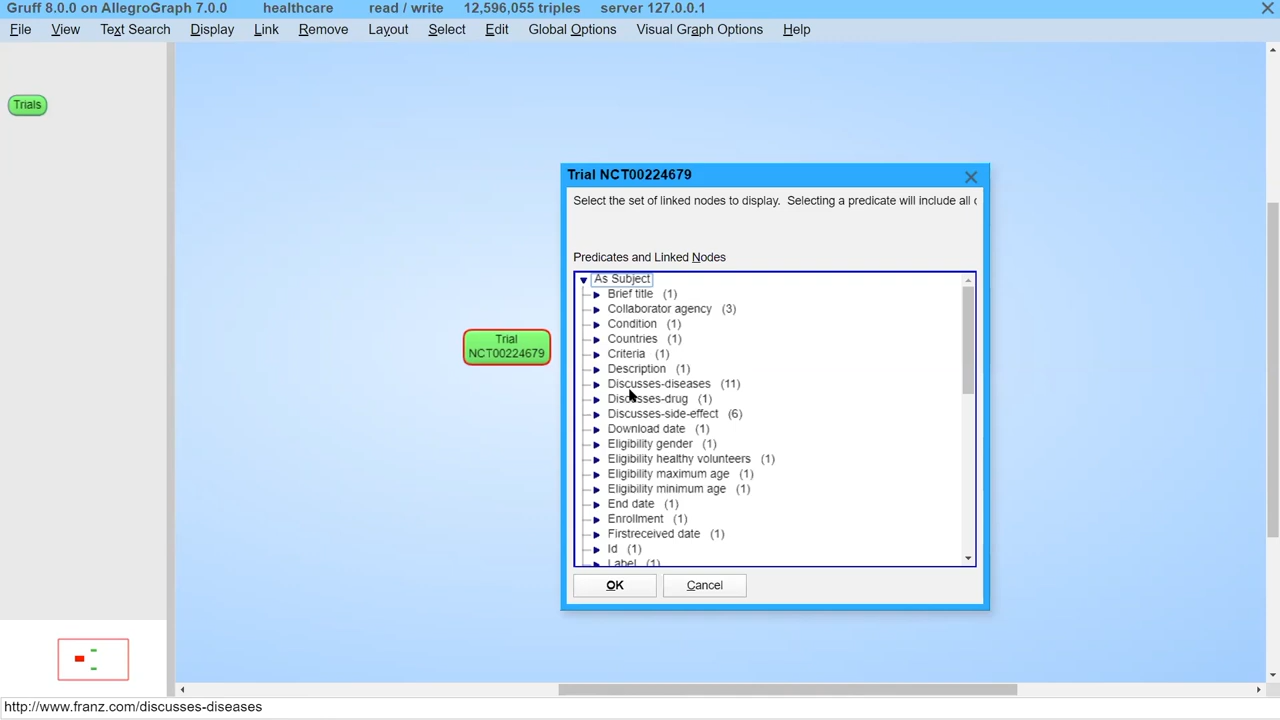 Gruff 8.0.0 on AllegroGraph 7.0.0 healthcare read / write 12,596,055 triples server 127.0.0.1
File View Text Search Display Link Remove Layout Select Edit Global Options Visual Graph Options Help
Trials
Trial
NCT00224679
Trial NCT00224679
Select the set of linked nodes to display. Selecting a predicate will include all
Predicates and Linked Nodes
As Subject
Brief title (1)
Collaborator agency (3)
Condition (1)
Countries (1)
Criteria (1)
Description (1)
Discusses-diseases (11)
Discusses-drug (1)
Discusses-side-effect (6)
Download date (1)
Eligibility gender (1)
Eligibility healthy volunteers (1)
Eligibility maximum age (1)
Eligibility minimum age (1)
End date (1)
Enrollment (1)
Firstreceived date (1)
Id (1)
Label (1)
OK Cancel
http://www.franz.com/discusses-diseases